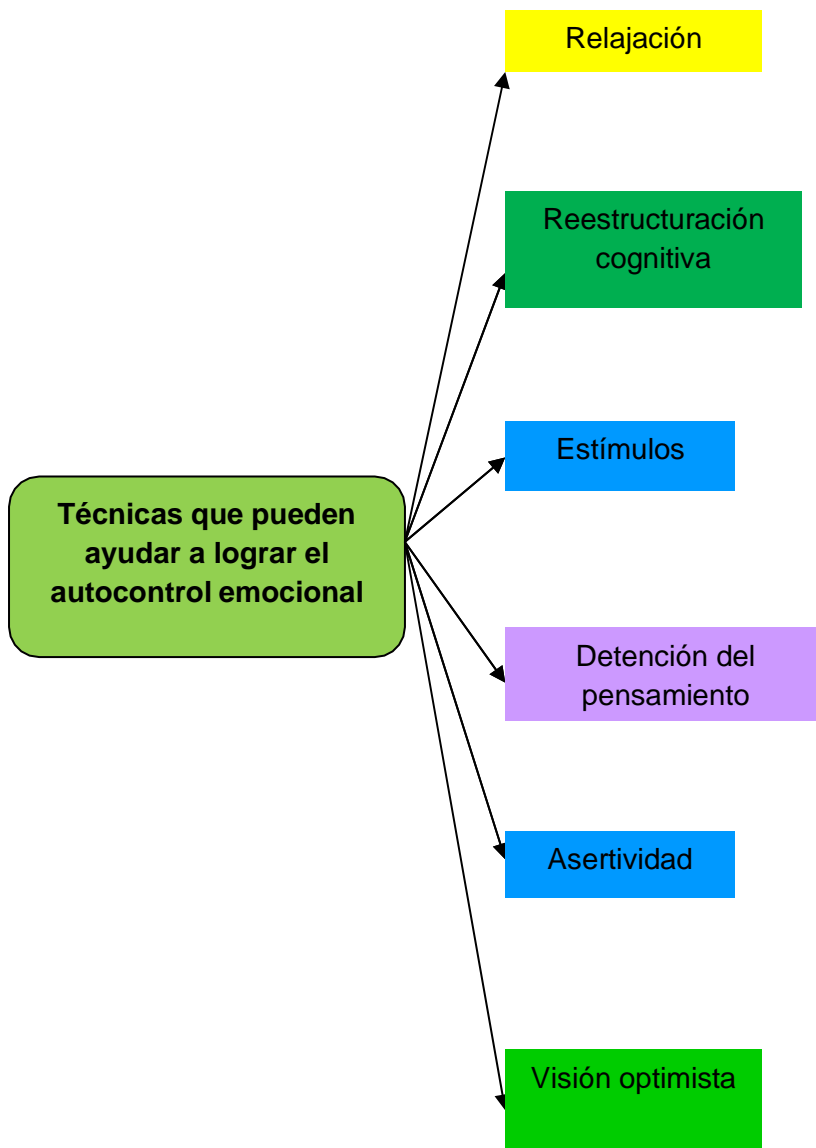 Relajación
Reestructuración
cognitiva
Estímulos
Técnicas que pueden
ayudar a lograr el
autocontrol emocional
Detención del
pensamiento
Asertividad
Visión optimista